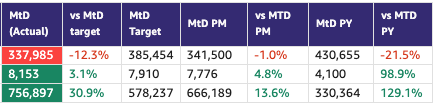 MtD (Actual) vs MtD target MtD Target MtD PM vs MTD PM MtD PY vs MTD PY
337,985 -12.3% 385,454 341,500 -1.0% 430,655 -21.5%
8,153 3.1% 7,910 7,776 4.8% 4,100 98.9%
756,897 30.9% 578,237 666,189 13.6% 330,364 129.1%